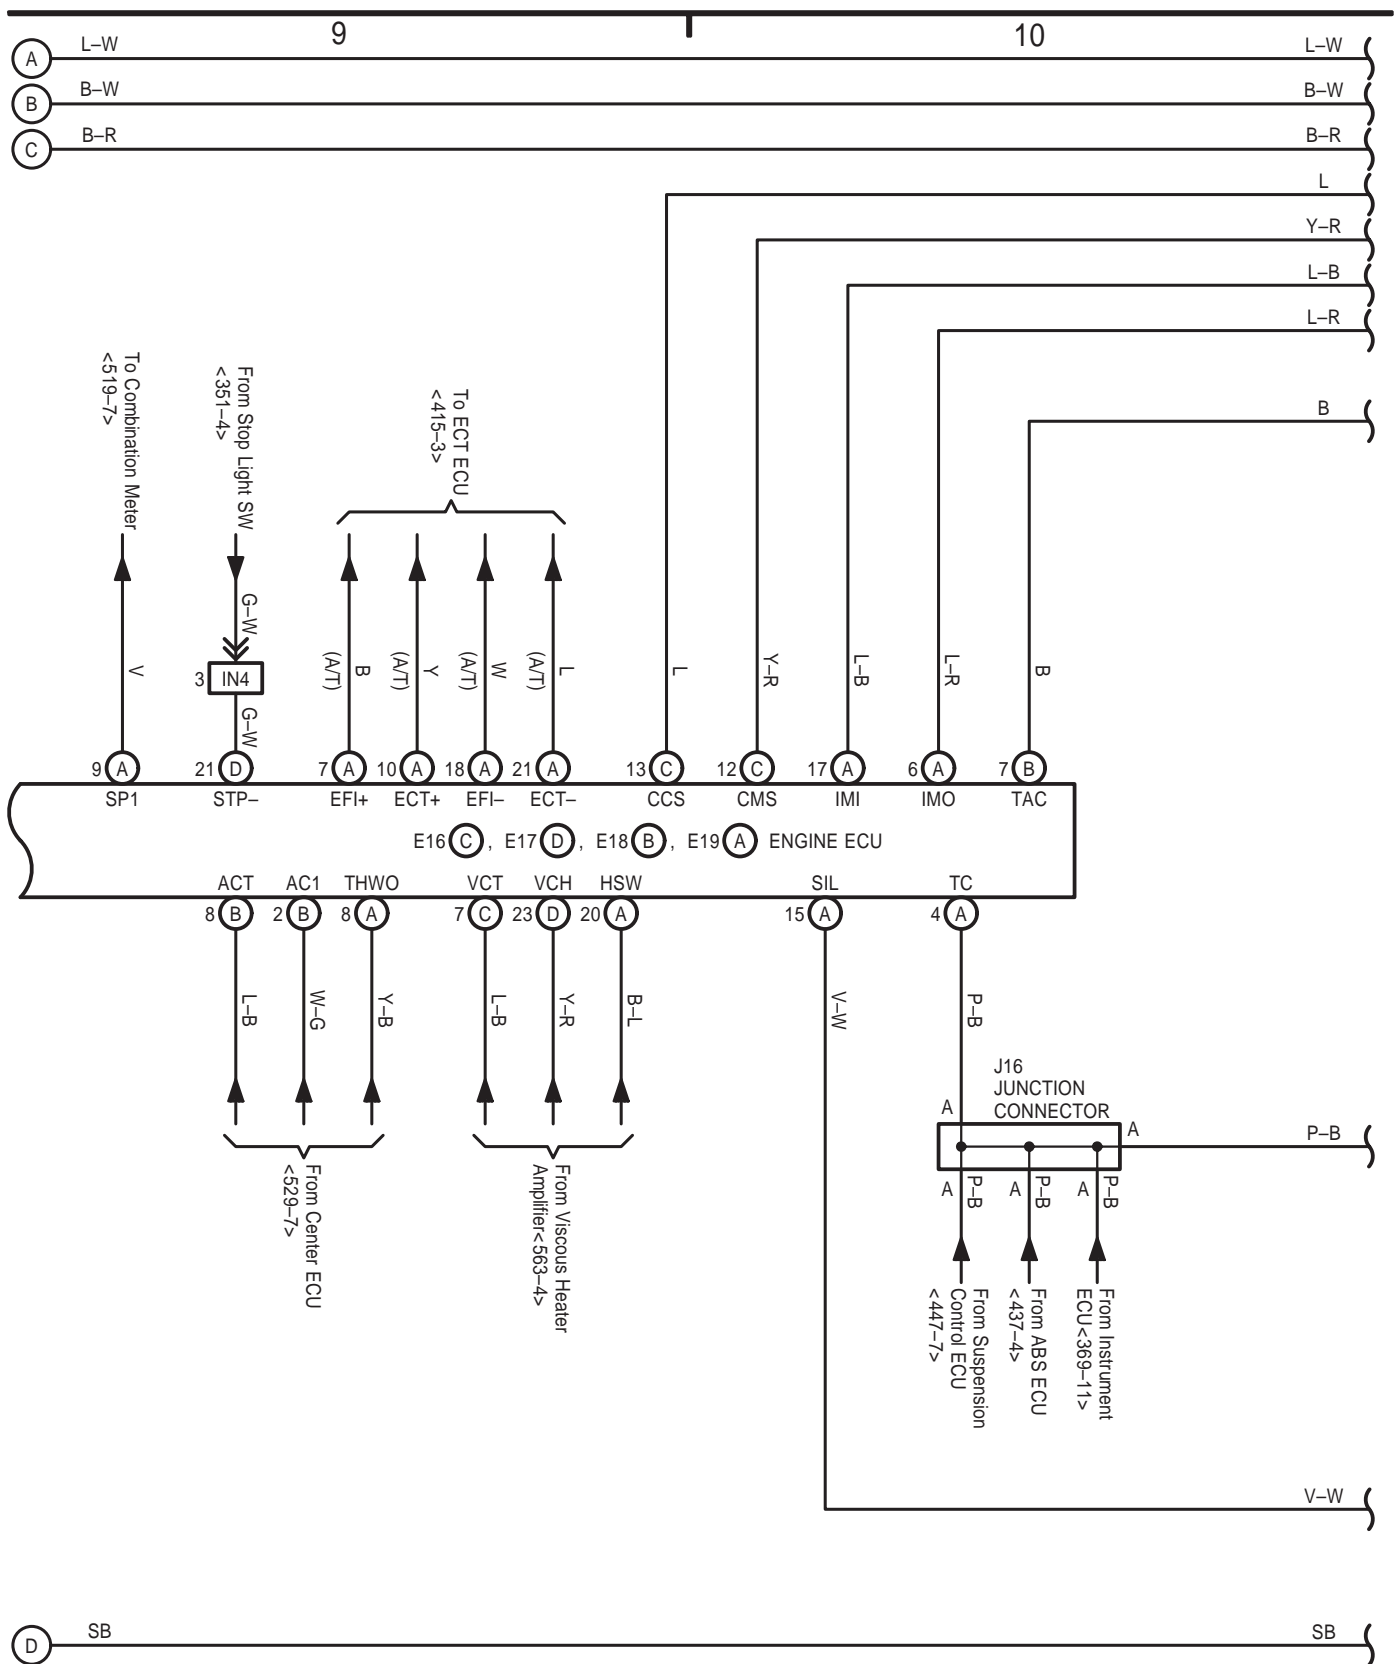 9
10
L–W
L–W
A
B–W
B–W
B
B–R
B–R
C
L
Y–R
L–B
L–R
B
To Combination Meter
<519–7>
From Stop Light SW
<351–4>
To ECT ECU
<415–3>
G–W
V
3
IN4
G–W
B
(A/T)
Y
(A/T)
W
(A/T)
L
(A/T)
L
Y–R
L–B
L–R
B
9 A
21 D
7 A
10 A
18 A
21 A
13 C
12 C
17 A
6 A
7 B
SP1
STP–
EFI+
ECT+
EFI–
ECT–
CCS
CMS
IMI
IMO
TAC
E16 C , E17 D , E18 B , E19 A ENGINE ECU
ACT
AC1
THWO
VCT
VCH
HSW
SIL
TC
8 B
2 B
8 A
7 C
23 D
20 A
15 A
4 A
L–B
W–G
Y–B
L–B
Y–R
B–L
V–W
P–B
J16
JUNCTION
CONNECTOR
A
A
P–B
A
P–B
A
P–B
A
P–B
From Center ECU
<529–7>
From Viscous Heater
Amplifier<563–4>
From Suspension
Control ECU
<447–7>
From ABS ECU
<437–4>
From Instrument
ECU<369–11>
V–W
SB
SB
D